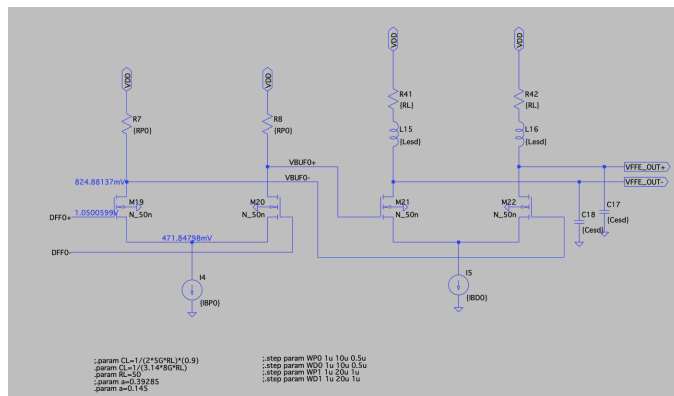 VDD
VDD
R41
{RL}
R42
{RL}
VDD
VDD
L15
{Lesd}
L16
{Lesd}
R7
{RP0}
R8
{RP0}
VBUF0+
VFFE_OUT+
VBUF0-
824.88137mV
VFFE_OUT-
M19
M20
M21
M22
C17
DFF0+
1.0500599V
N_50n
N_50n
N_50n
N_50n
C18
{Cesd}
{Cesd}
471.84798mV
DFF0-
I4
I5
{IBP0}
{IBD0}
;.param CL=1/(2*5G*RL)*(0.9)
.param CL=1/(3.14*8G*RL)
.param RL=50
;.param a=0.39285
.param a=0.145
;.step param WP0 1u 10u 0.5u
;.step param WD0 1u 10u 0.5u
;.step param WP1 1u 20u 1u
;.step param WD1 1u 20u 1u